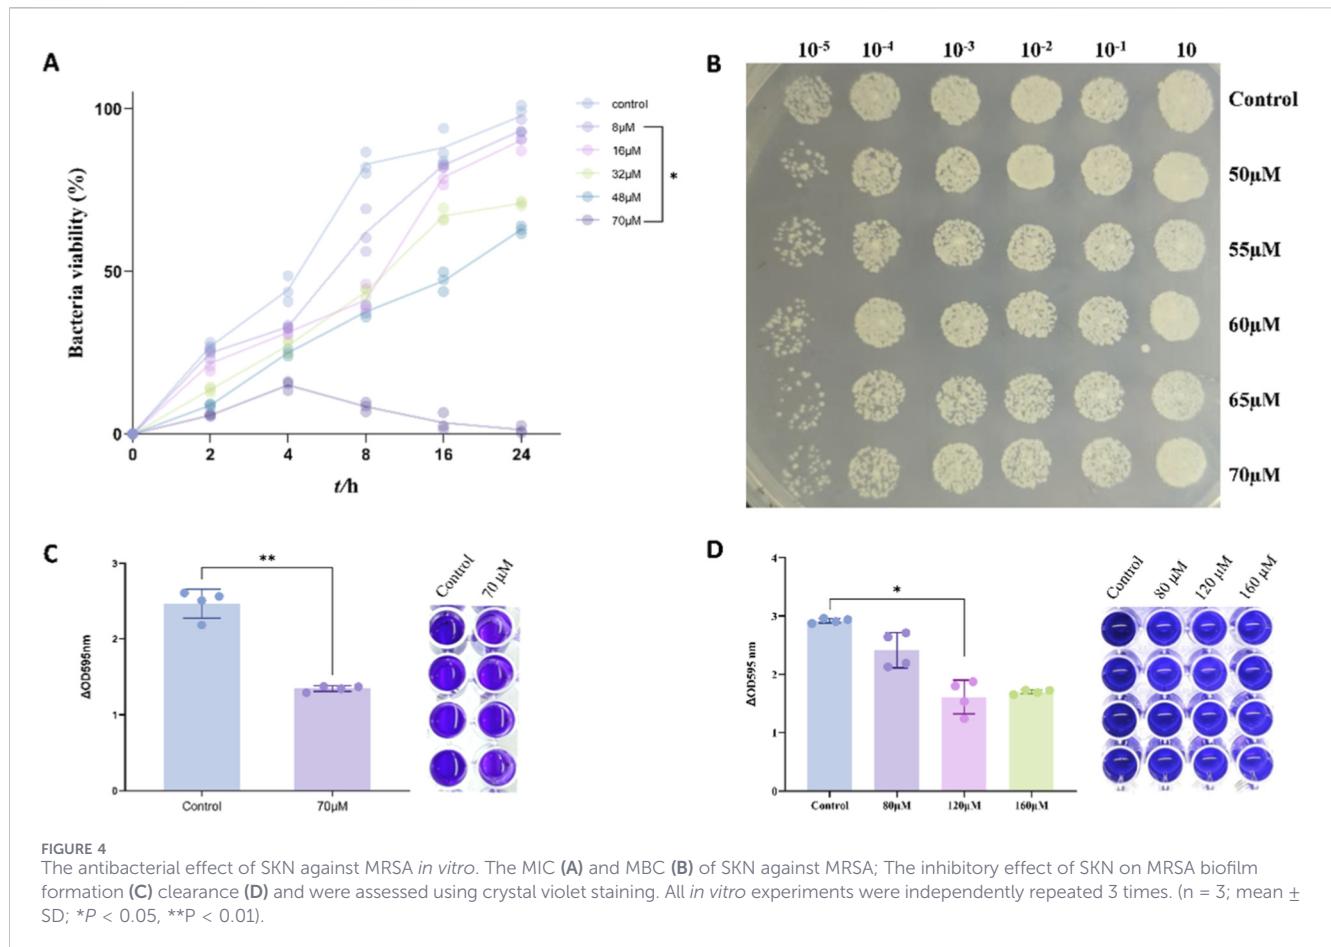 A
100
50
0
Bacteria viability (%)
0 2 4 8 16 24
t/h
control
8μM
16μM
32μM
48μM
70μM
*
B
10-5 10-4 10-3 10-2 10-1 10
Control
50μM
55μM
60μM
65μM
70μM
C
3
2
1
0
ΔOD595nm
**
Control 70μM
Control 70 μM
D
4
3
2
1
0
ΔOD595 nm
*
Control 80μM 120μM 160μM
Control 80 μM 120 μM 160 μM
FIGURE 4
The antibacterial effect of SKN against MRSA in vitro. The MIC (A) and MBC (B) of SKN against MRSA; The inhibitory effect of SKN on MRSA biofilm
formation (C) clearance (D) and were assessed using crystal violet staining. All in vitro experiments were independently repeated 3 times. (n = 3; mean ±
SD; *P < 0.05, **P < 0.01).